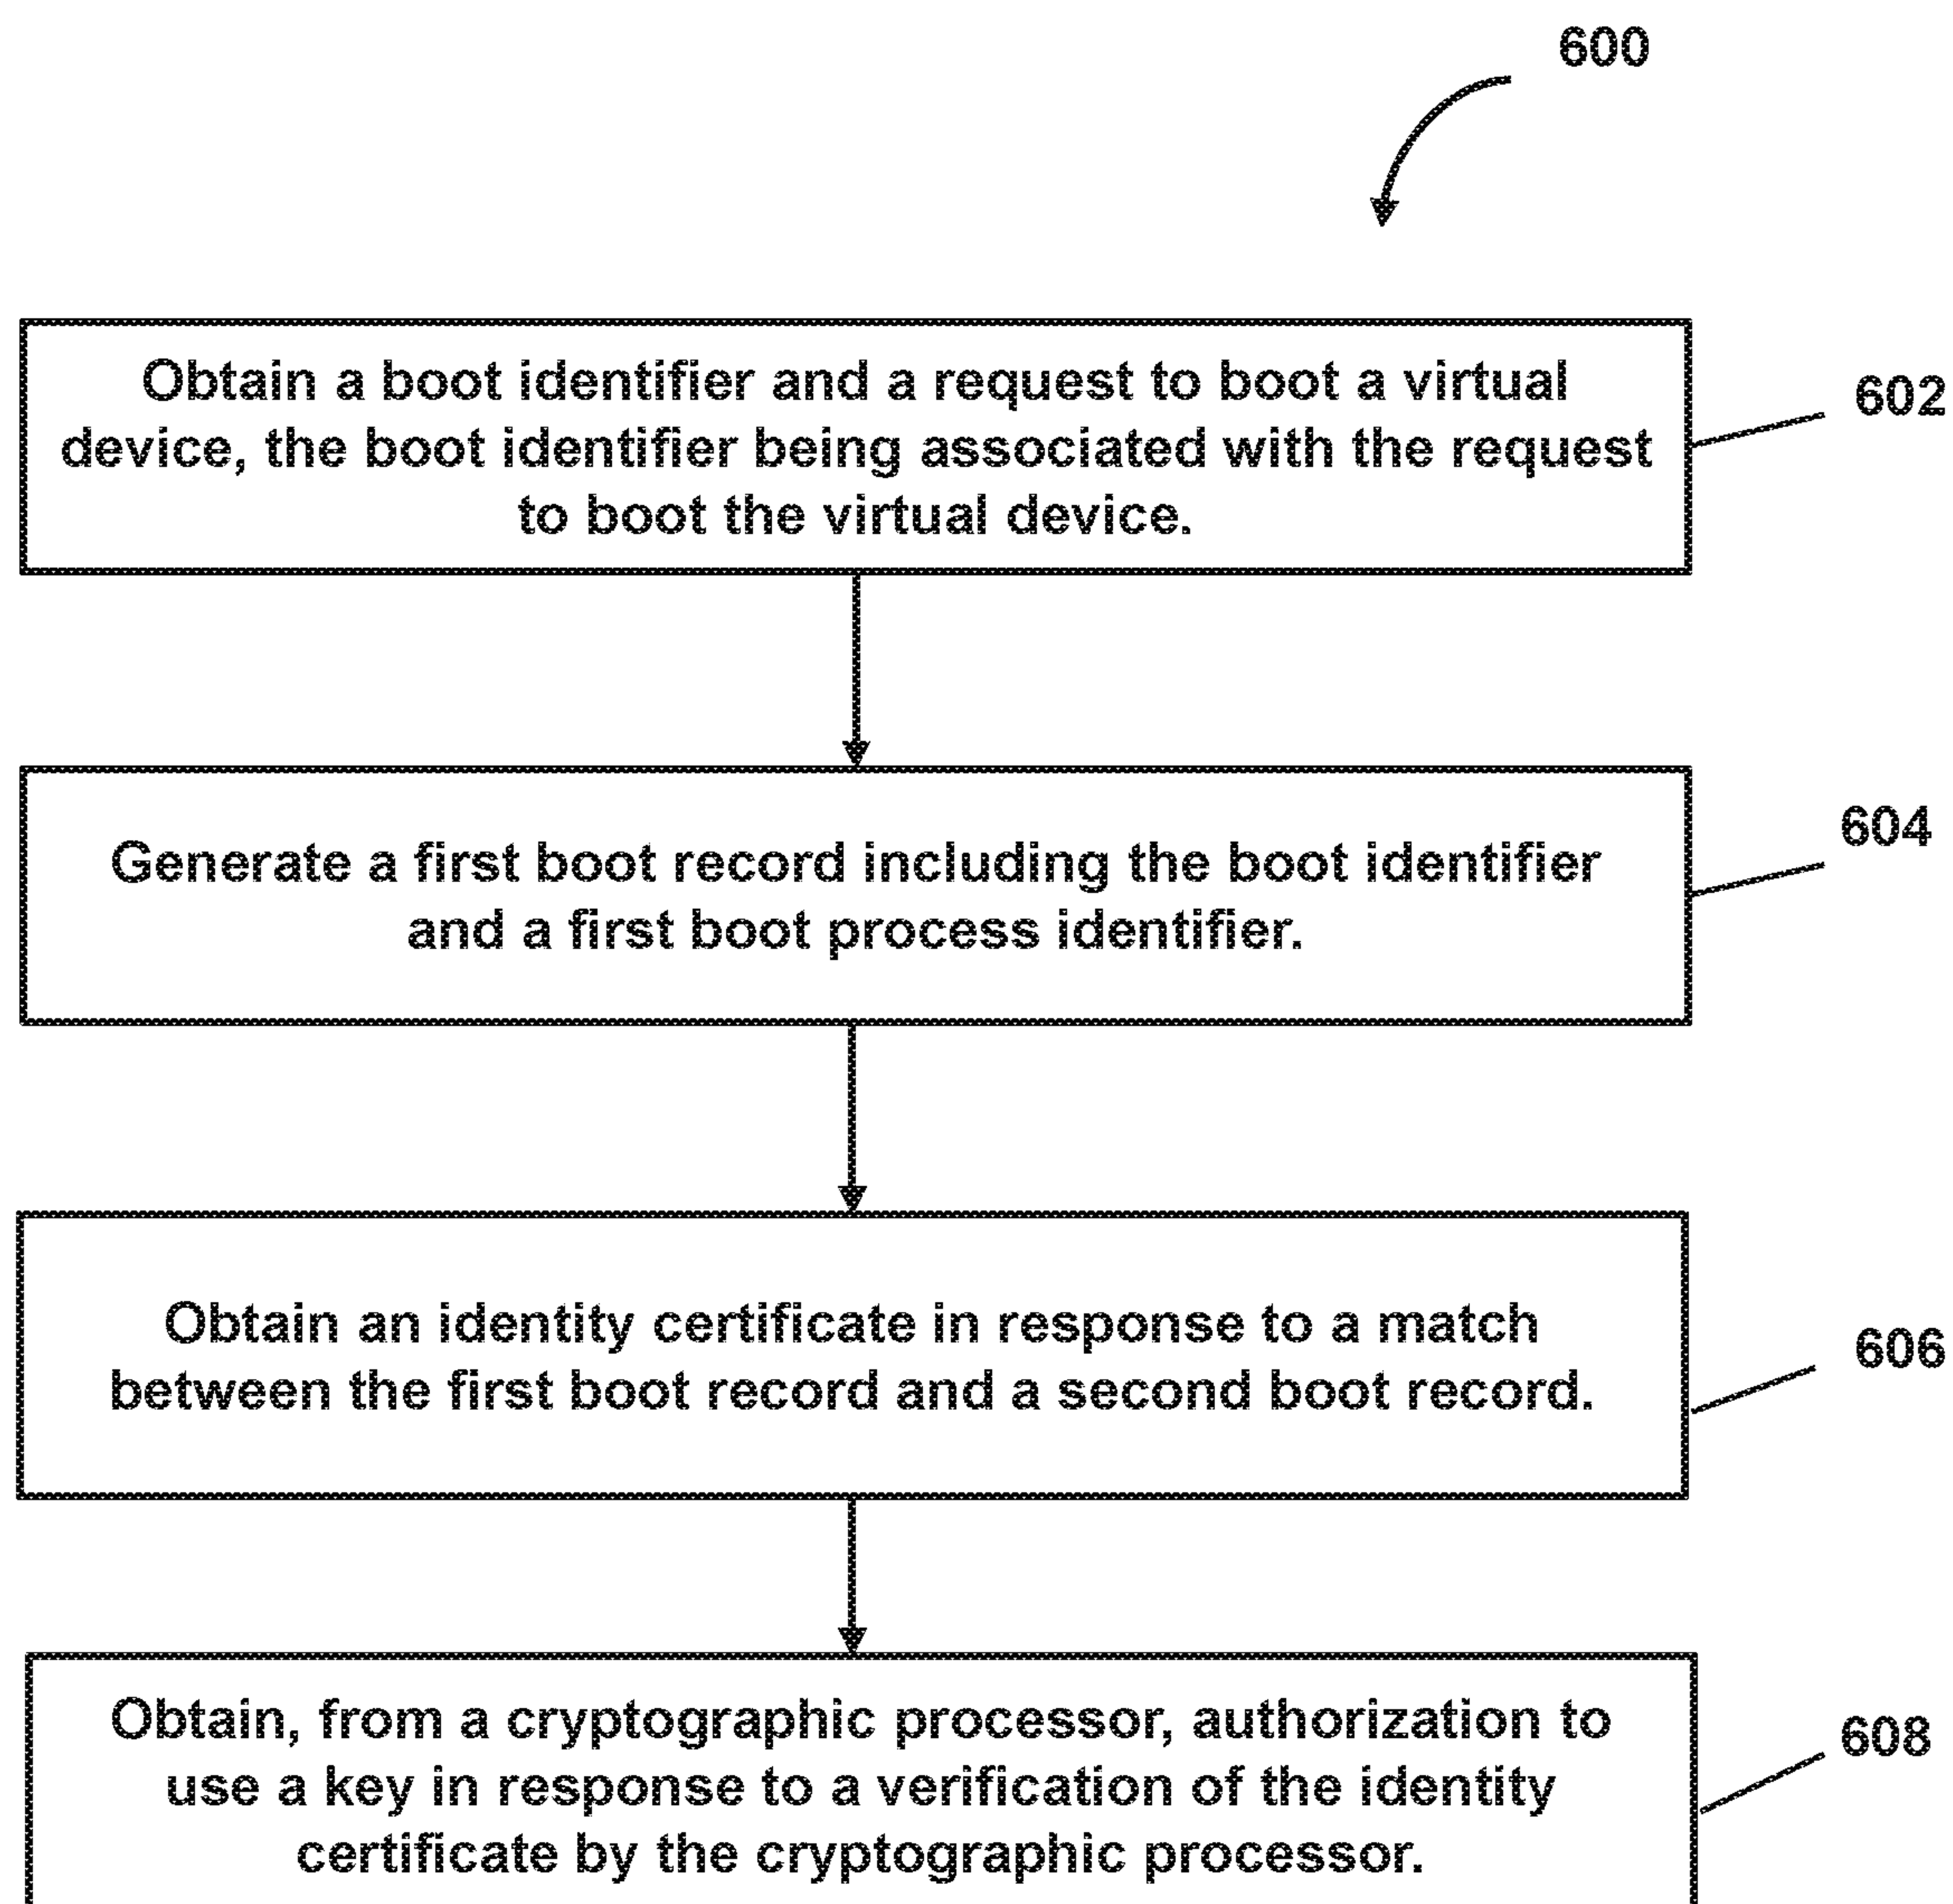 600
Obtain a boot identifier and a request to boot a virtual
device, the boot identifier being associated with the request
to boot the virtual device.
602
Generate a first boot record including the boot identifier
and a first boot process identifier.
604
Obtain an identity certificate in response to a match
between the first boot record and a second boot record.
606
Obtain, from a cryptographic processor, authorization to
use a key in response to a verification of the identity
certificate by the cryptographic processor.
608